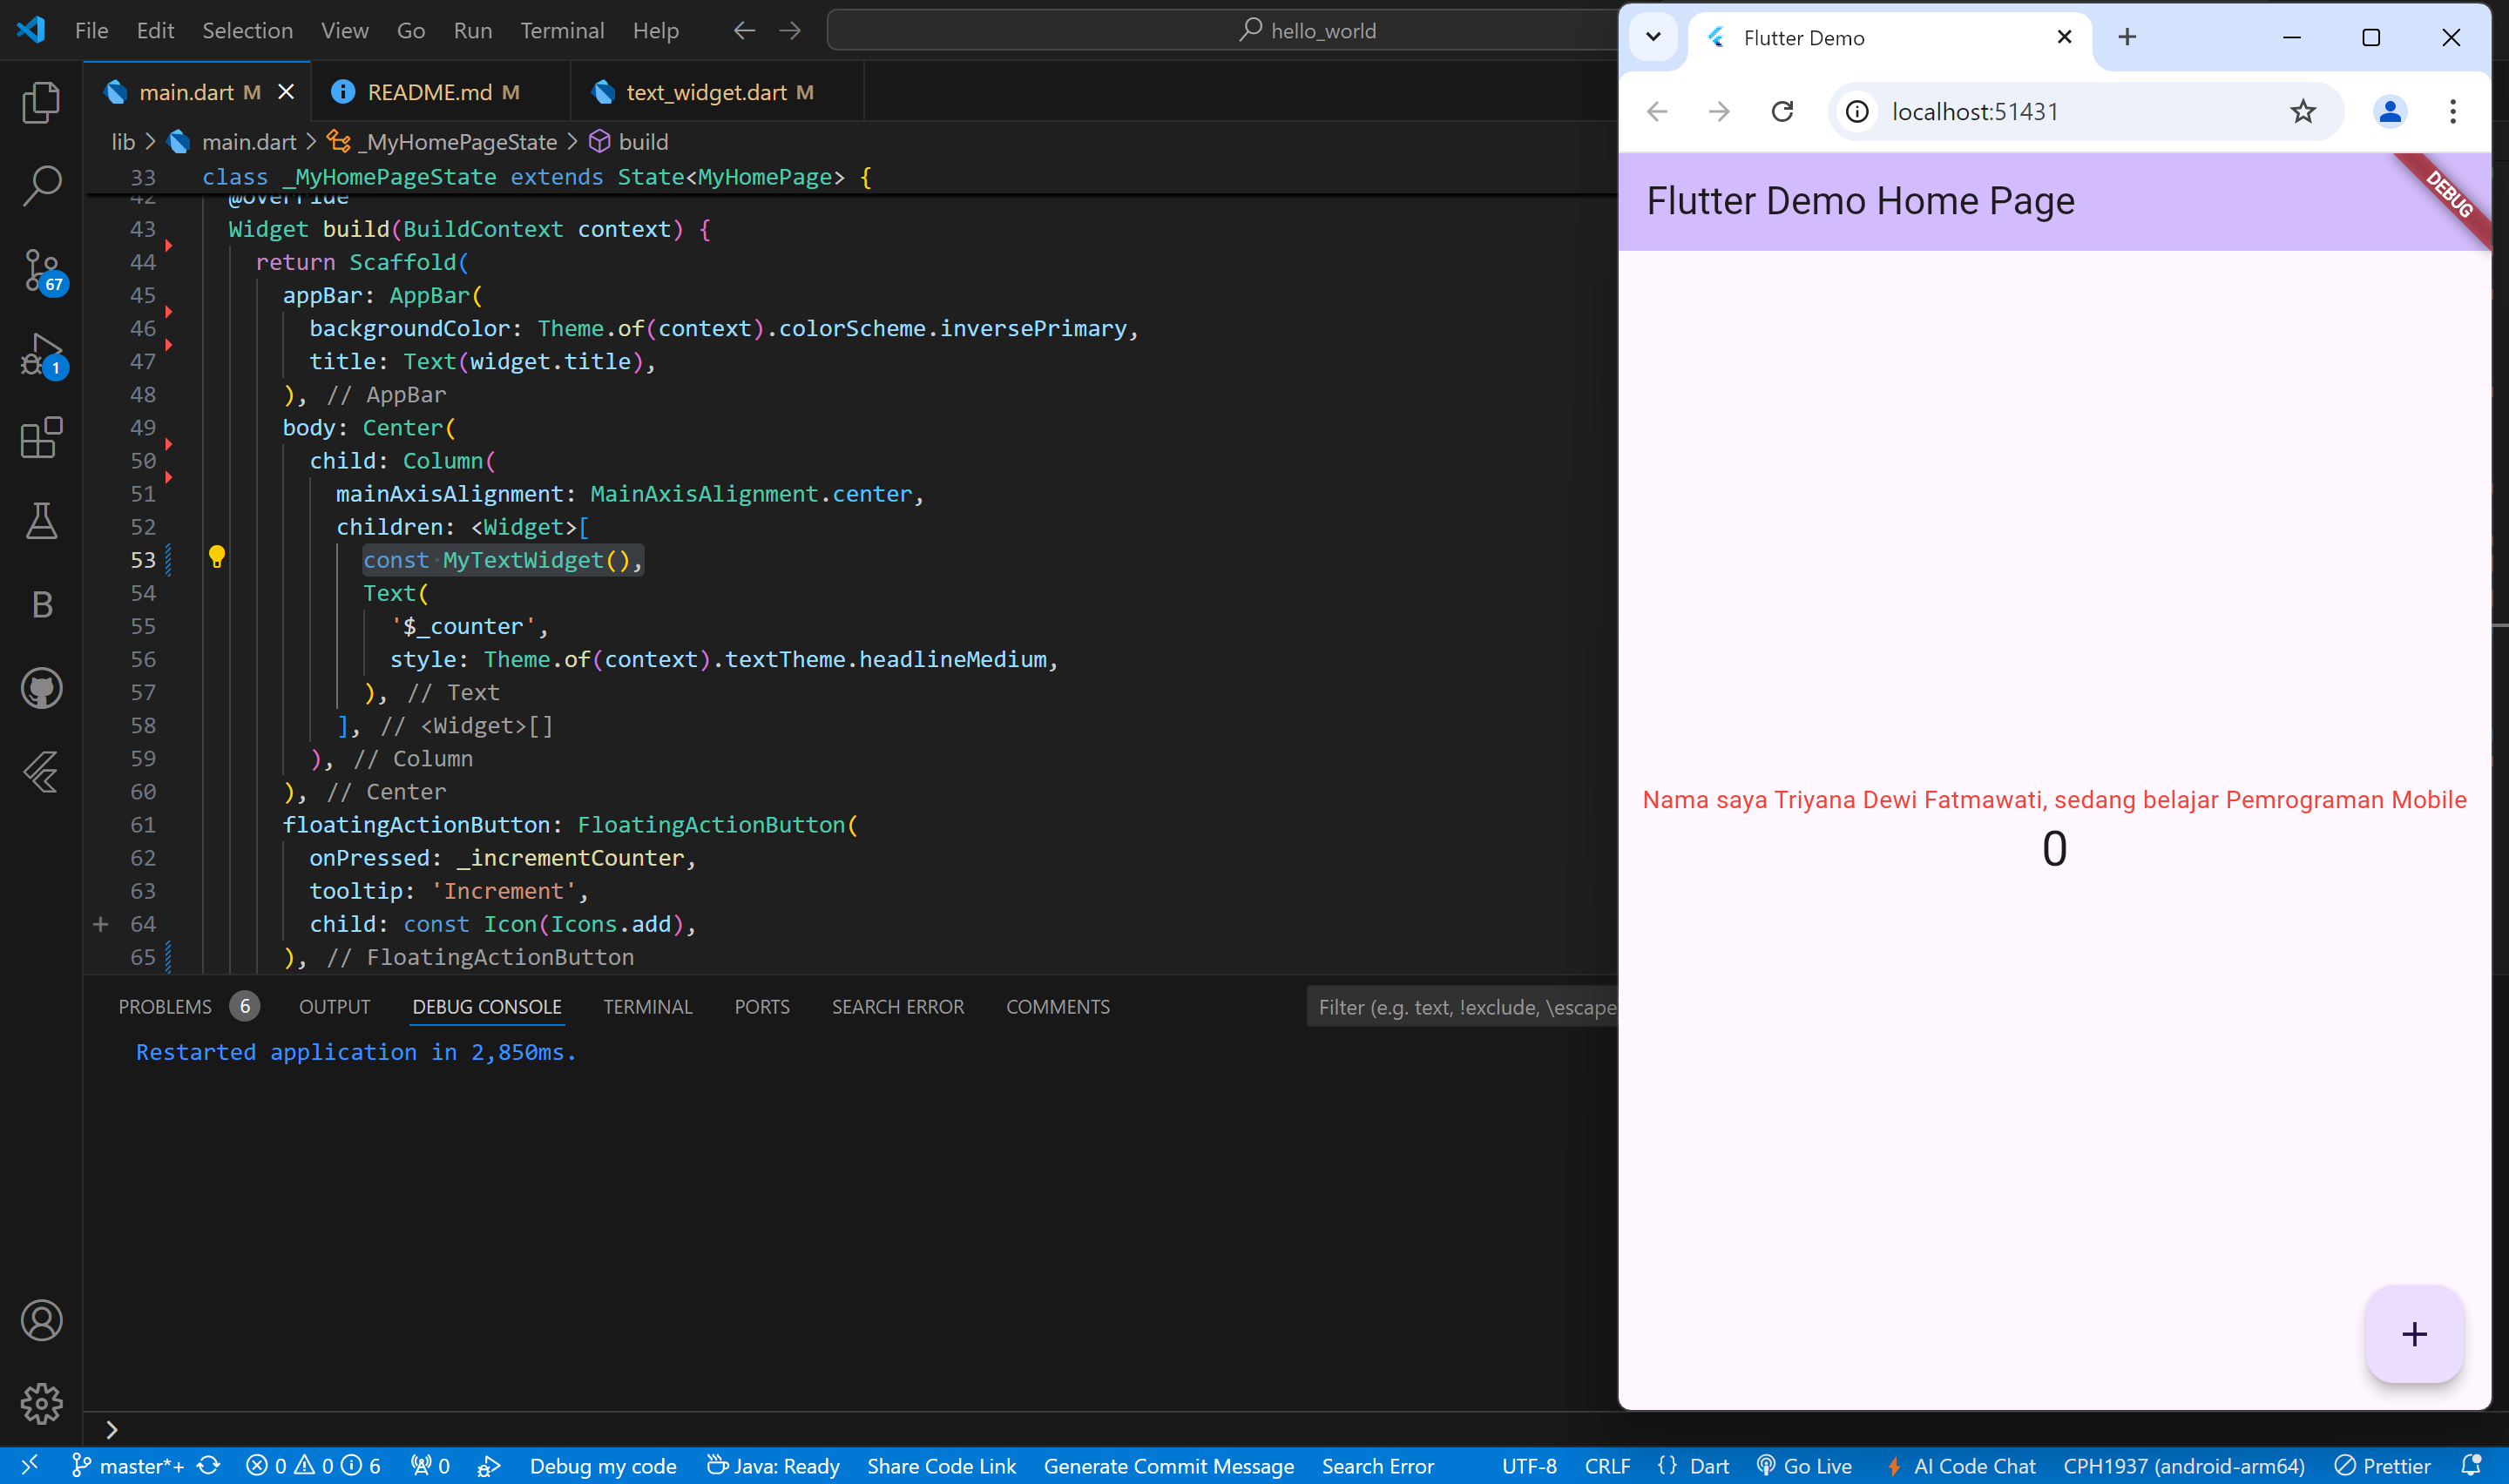 File Edit Selection View Go Run Terminal Help
hello_world
main.dart M
README.md M
text_widget.dart M
lib > main.dart > _MyHomePageState > build
33 class _MyHomePageState extends State<MyHomePage> {
42 @override
43 Widget build(BuildContext context) {
44 return Scaffold(
45 appBar: AppBar(
46 backgroundColor: Theme.of(context).colorScheme.inversePrimary,
47 title: Text(widget.title),
48 ), // AppBar
49 body: Center(
50 child: Column(
51 mainAxisAlignment: MainAxisAlignment.center,
52 children: <Widget>[
53 const MyTextWidget(),
54 Text(
55 '$_counter',
56 style: Theme.of(context).textTheme.headlineMedium,
57 ), // Text
58 ], // <Widget>[]
59 ), // Column
60 ), // Center
61 floatingActionButton: FloatingActionButton(
62 onPressed: _incrementCounter,
63 tooltip: 'Increment',
64 child: const Icon(Icons.add),
65 ), // FloatingActionButton
67
1
B
PROBLEMS 6 OUTPUT DEBUG CONSOLE TERMINAL PORTS SEARCH ERROR COMMENTS
Filter (e.g. text, !exclude, \escape
Restarted application in 2,850ms.
master*+ 0 0 6 0 Debug my code Java: Ready Share Code Link Generate Commit Message Search Error UTF-8 CRLF {} Dart Go Live AI Code Chat CPH1937 (android-arm64) Prettier
Flutter Demo
localhost:51431
Flutter Demo Home Page
DEBUG
Nama saya Triyana Dewi Fatmawati, sedang belajar Pemrograman Mobile
0
+